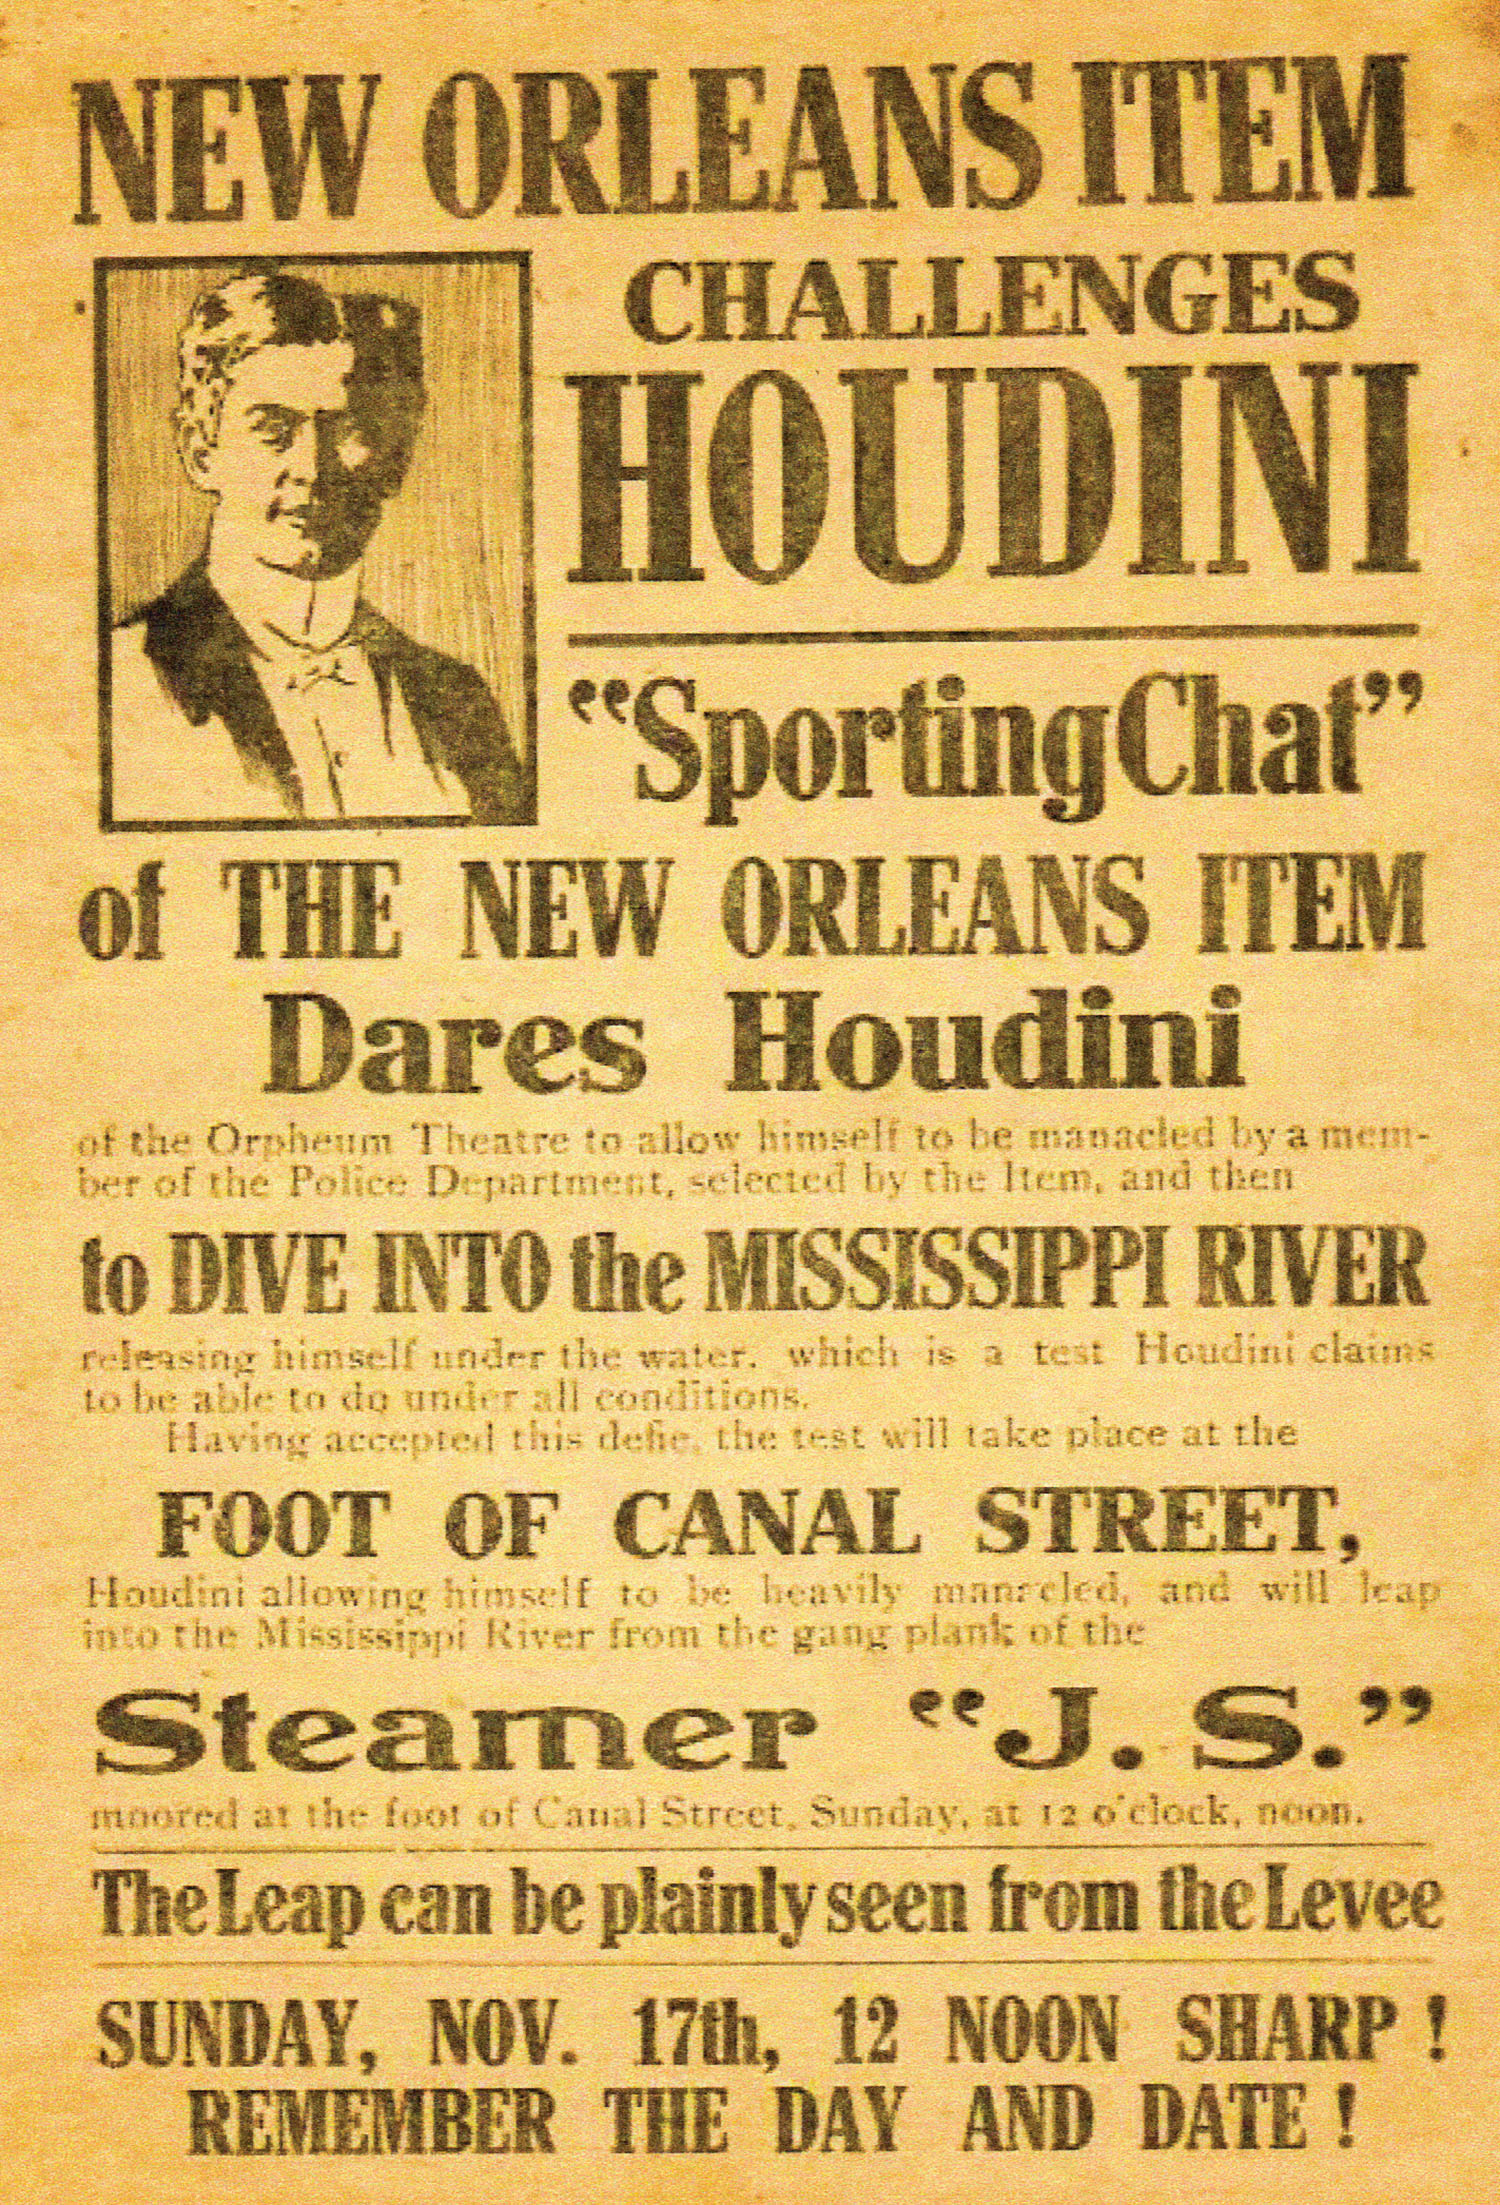 NEW ORLEANS ITEM
CHALLENGES
HOUDINI
“Sporting Chat”
of THE NEW ORLEANS ITEM
Dares Houdini
of the Orpheum Theatre to allow himself to be manacled by a mem-
ber of the Police Department, selected by the Item, and then
to DIVE INTO the MISSISSIPPI RIVER
releasing himself under the water. which is a test Houdini claims
to be able to do under all conditions.
Having accepted this defie, the test will take place at the
FOOT OF CANAL STREET,
Houdini allowing himself to be heavily manacled, and will leap
into the Mississippi River from the gang plank of the
Steamer “J. S.”
moored at the foot of Canal Street, Sunday, at 12 o'clock, noon.
The Leap can be plainly seen from the Levee
SUNDAY, NOV. 17th, 12 NOON SHARP !
REMEMBER THE DAY AND DATE !